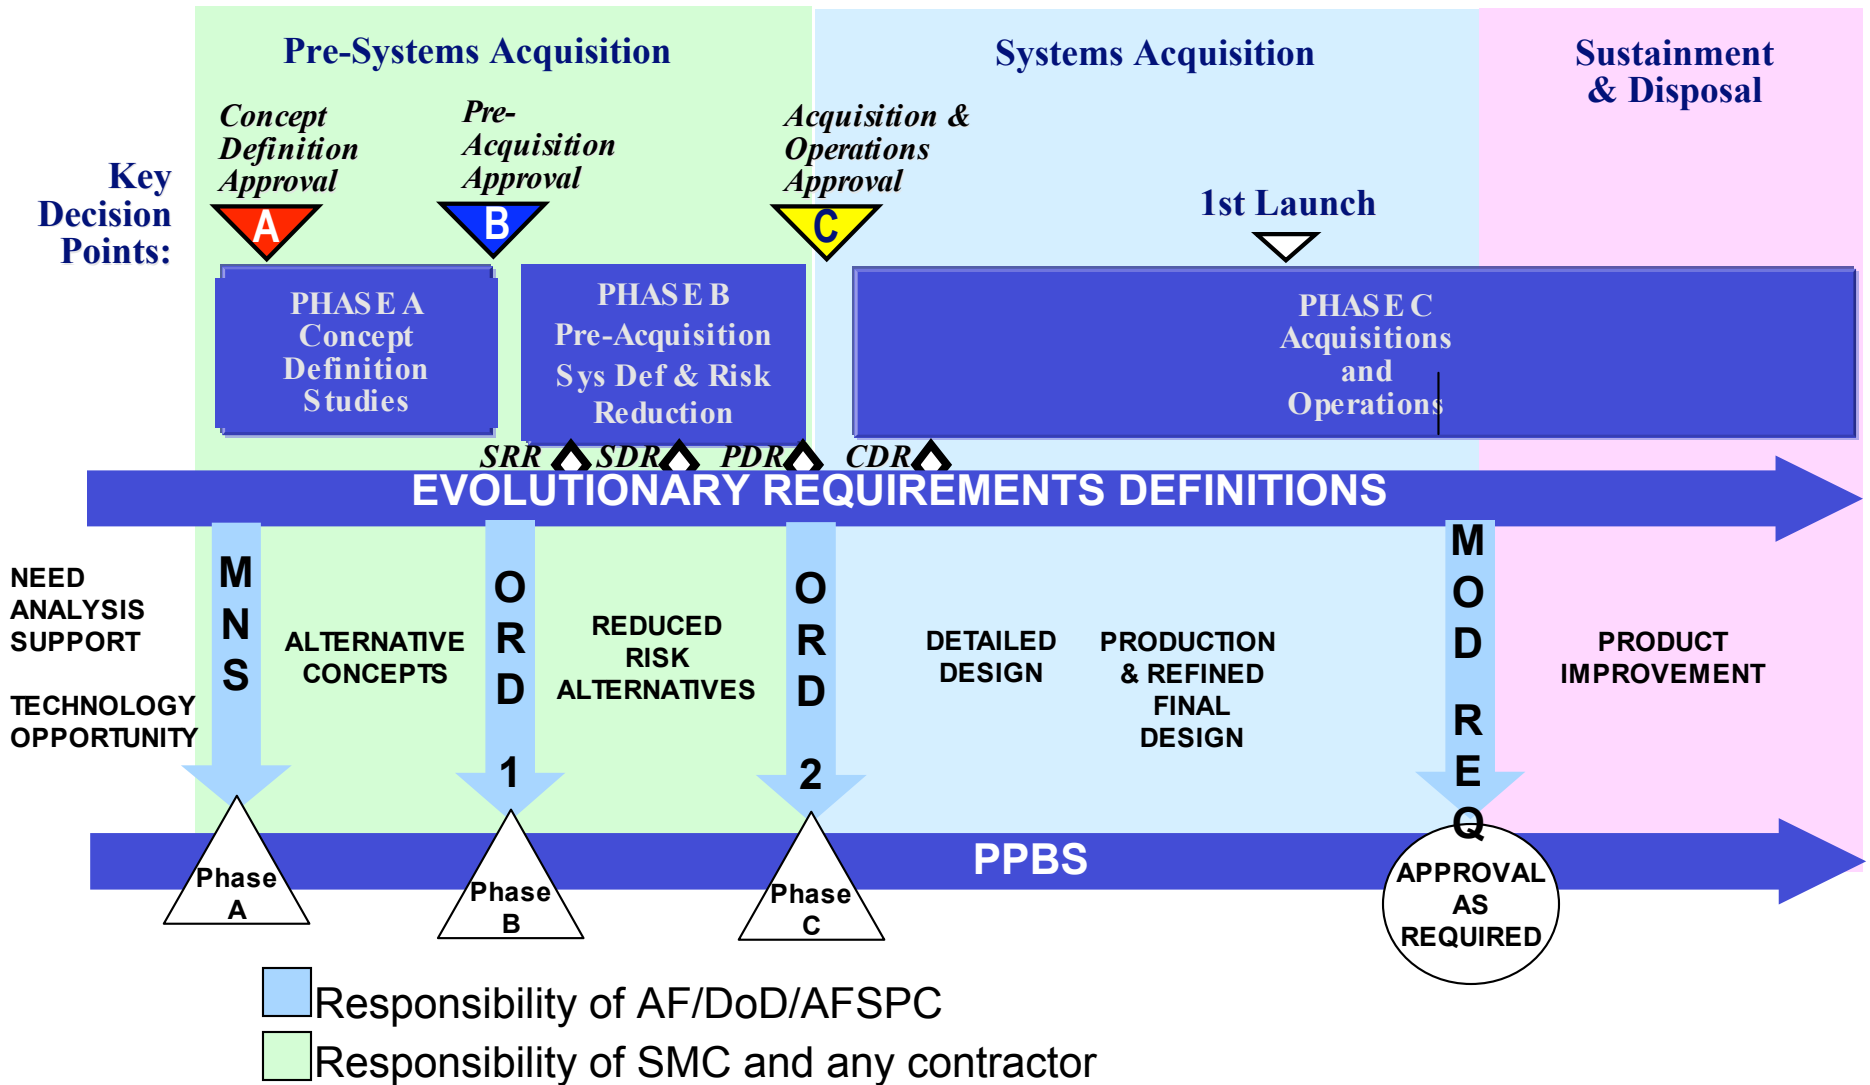 Pre-Systems Acquisition
Systems Acquisition
Sustainment
& Disposal
Key
Decision
Points:
Concept
Definition
Approval
A
Pre-
Acquisition
Approval
B
Acquisition &
Operations
Approval
C
1st Launch
PHASE A
Concept
Definition
Studies
PHASE B
Pre-Acquisition
Sys Def & Risk
Reduction
PHASE C
Acquisitions
and
Operations
SRR
SDR
PDR
CDR
EVOLUTIONARY REQUIREMENTS DEFINITIONS
NEED
ANALYSIS
SUPPORT
TECHNOLOGY
OPPORTUNITY
M
N
S
ALTERNATIVE
CONCEPTS
O
R
D
1
REDUCED
RISK
ALTERNATIVES
O
R
D
2
DETAILED
DESIGN
PRODUCTION
& REFINED
FINAL
DESIGN
M
O
D
R
E
Q
PRODUCT
IMPROVEMENT
PPBS
Phase
A
Phase
B
Phase
C
APPROVAL
AS
REQUIRED
Responsibility of AF/DoD/AFSPC
Responsibility of SMC and any contractor